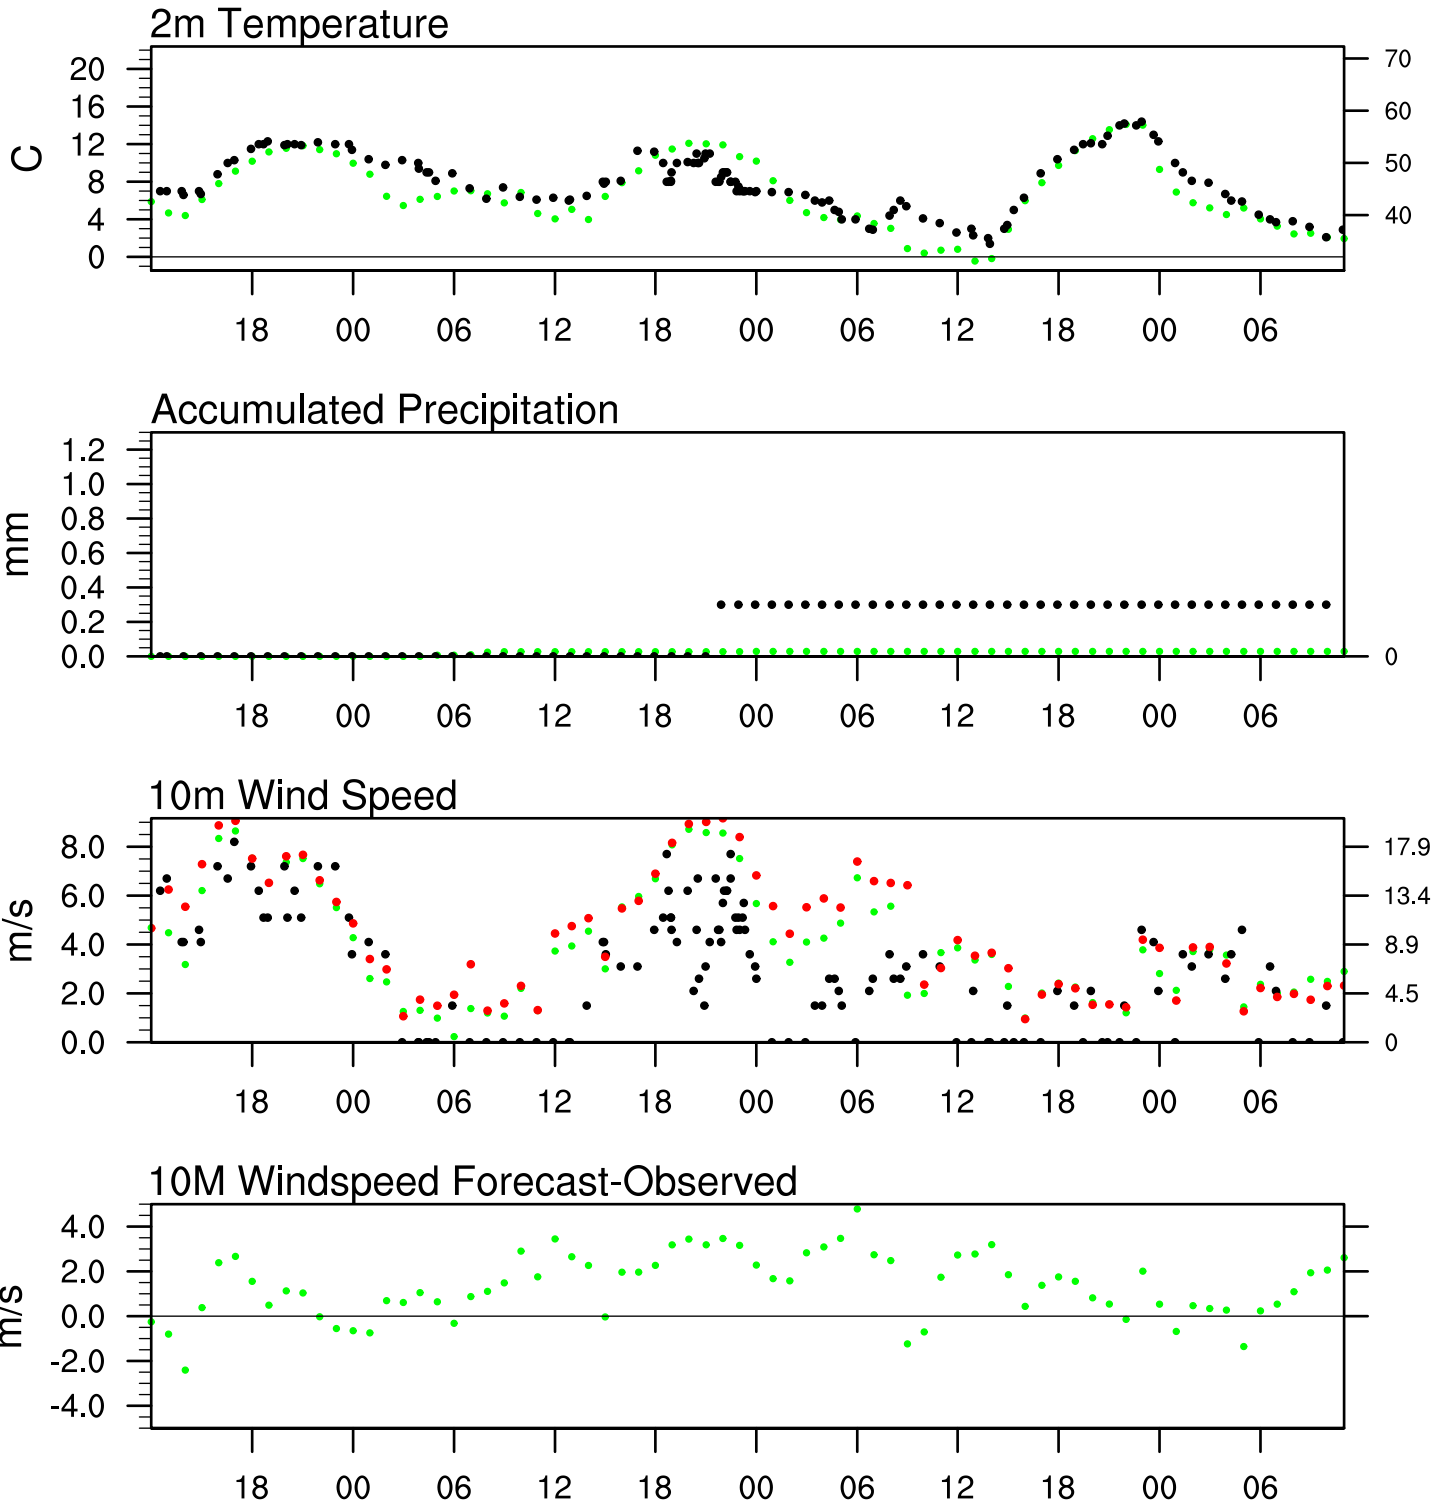 2m Temperature
20
16
12
8
4
0
C
70
60
50
40
18 00 06 12 18 00 06 12 18 00 06
Accumulated Precipitation
1.2
1.0
0.8
0.6
0.4
0.2
0.0
mm
0
18 00 06 12 18 00 06 12 18 00 06
10m Wind Speed
8.0
6.0
4.0
2.0
0.0
m/s
17.9
13.4
8.9
4.5
0
18 00 06 12 18 00 06 12 18 00 06
10M Windspeed Forecast-Observed
4.0
2.0
0.0
-2.0
-4.0
m/s
18 00 06 12 18 00 06 12 18 00 06